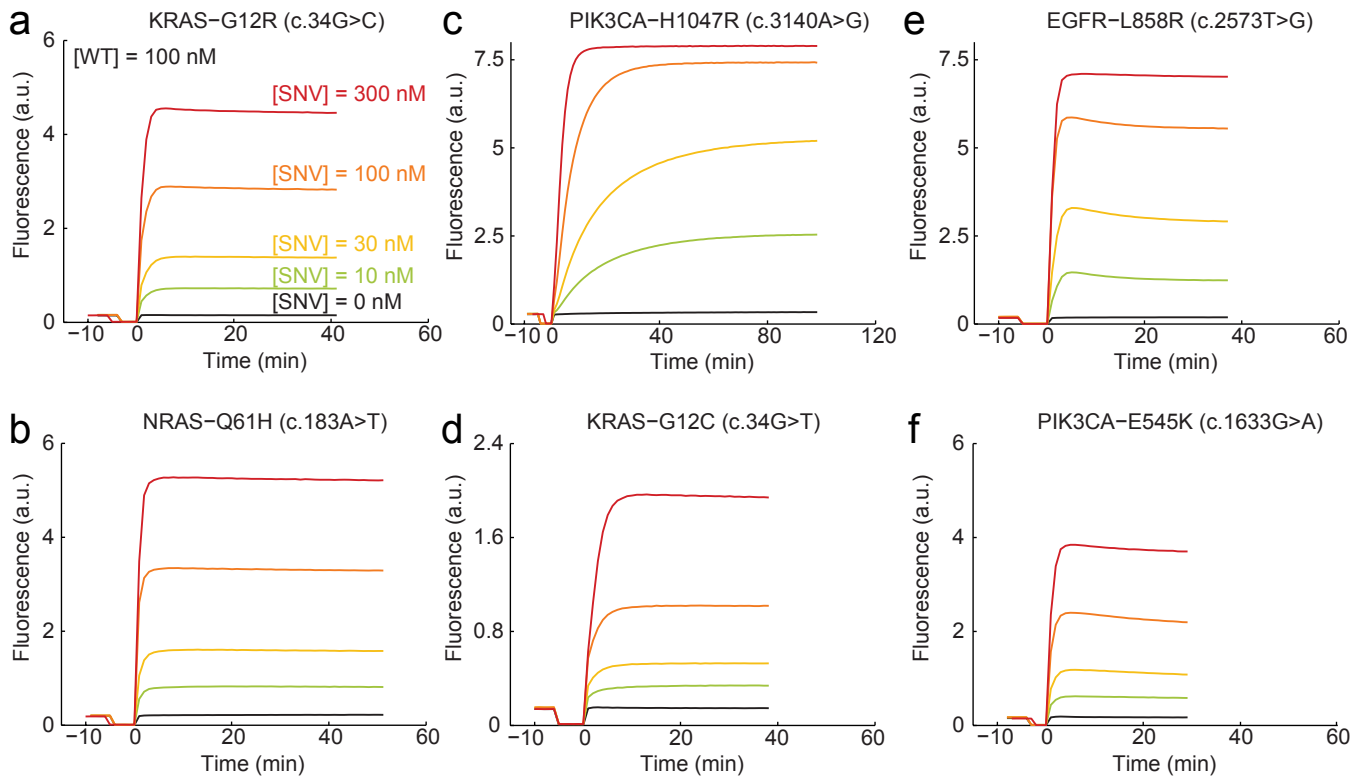 a
KRAS−G12R (c.34G>C)
6
4
2
0
Fluorescence (a.u.)
[WT] = 100 nM
[SNV] = 300 nM
[SNV] = 100 nM
[SNV] = 30 nM
[SNV] = 10 nM
[SNV] = 0 nM
−10 0 20 40 60
Time (min)
c
PIK3CA−H1047R (c.3140A>G)
7.5
5
2.5
0
Fluorescence (a.u.)
−10 0 40 80 120
Time (min)
e
EGFR−L858R (c.2573T>G)
7.5
5
2.5
0
Fluorescence (a.u.)
−10 0 20 40 60
Time (min)
b
NRAS−Q61H (c.183A>T)
6
4
2
0
Fluorescence (a.u.)
−10 0 20 40 60
Time (min)
d
KRAS−G12C (c.34G>T)
2.4
1.6
0.8
0
Fluorescence (a.u.)
−10 0 20 40 60
Time (min)
f
PIK3CA−E545K (c.1633G>A)
6
4
2
0
Fluorescence (a.u.)
−10 0 20 40 60
Time (min)